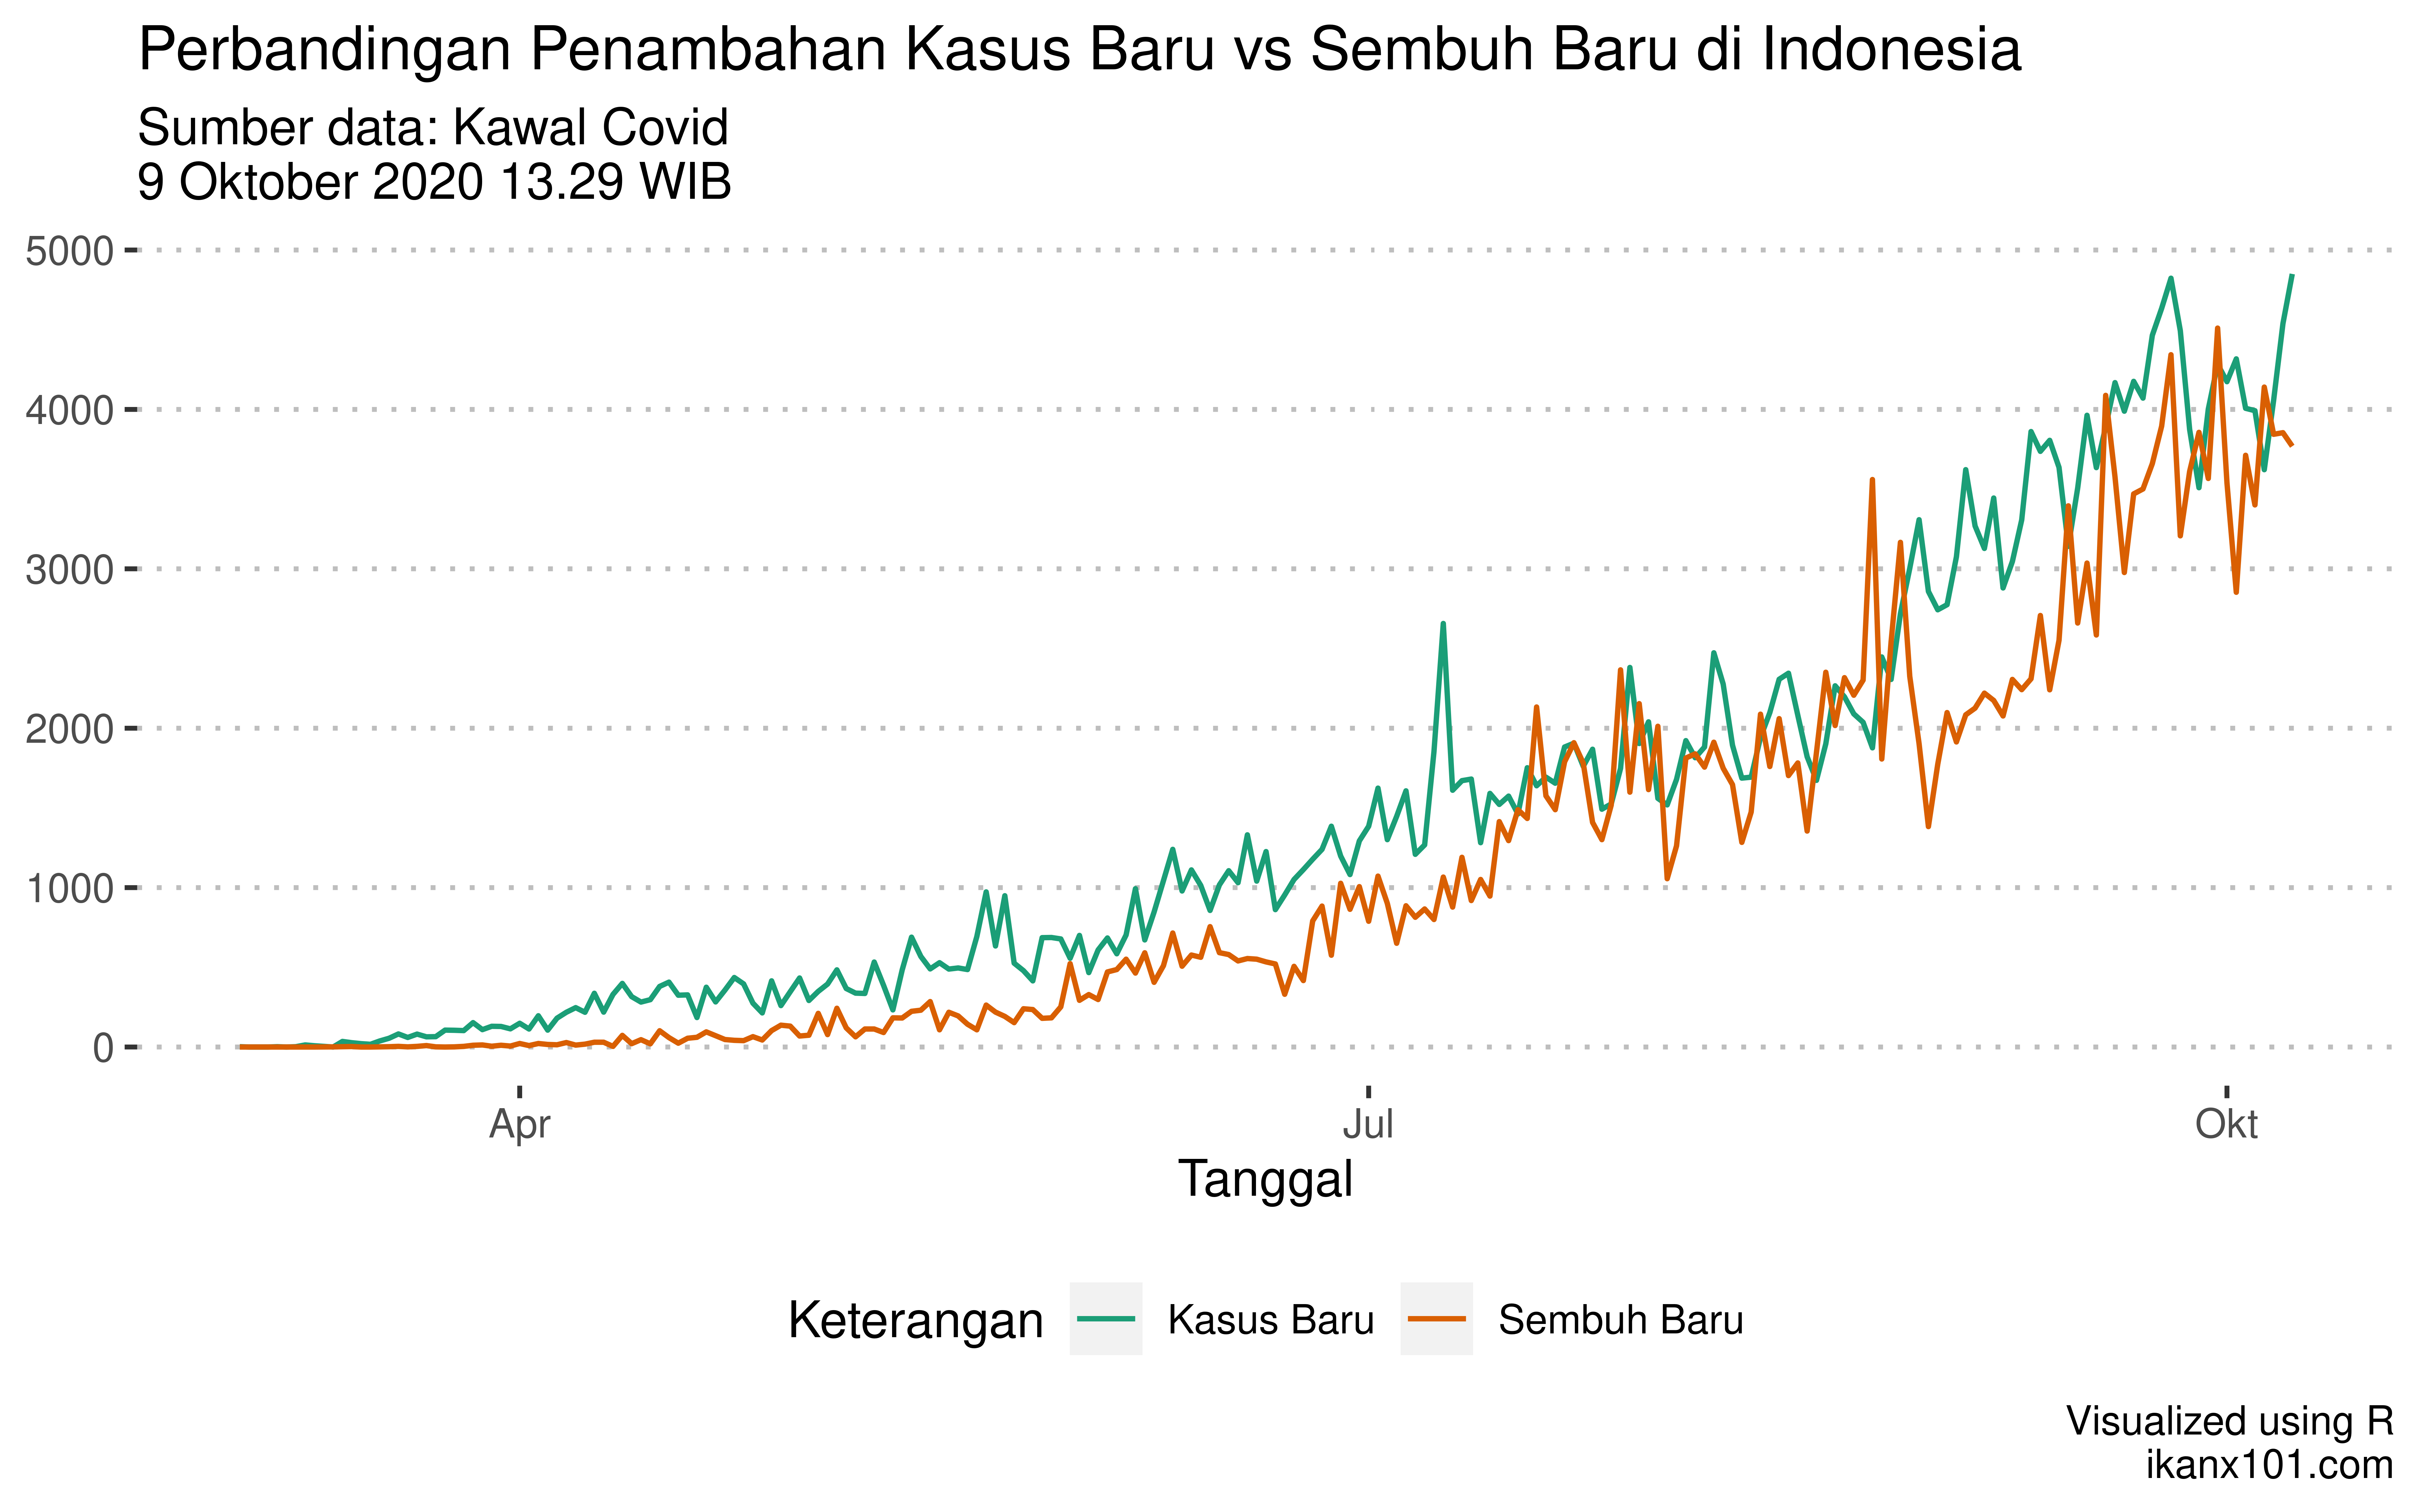 Perbandingan Penambahan Kasus Baru vs Sembuh Baru di Indonesia
Sumber data: Kawal Covid
9 Oktober 2020 13.29 WIB
5000
4000
3000
2000
1000
0
Apr
Jul
Okt
Tanggal
Keterangan
Kasus Baru
Sembuh Baru
Visualized using R
ikanx101.com